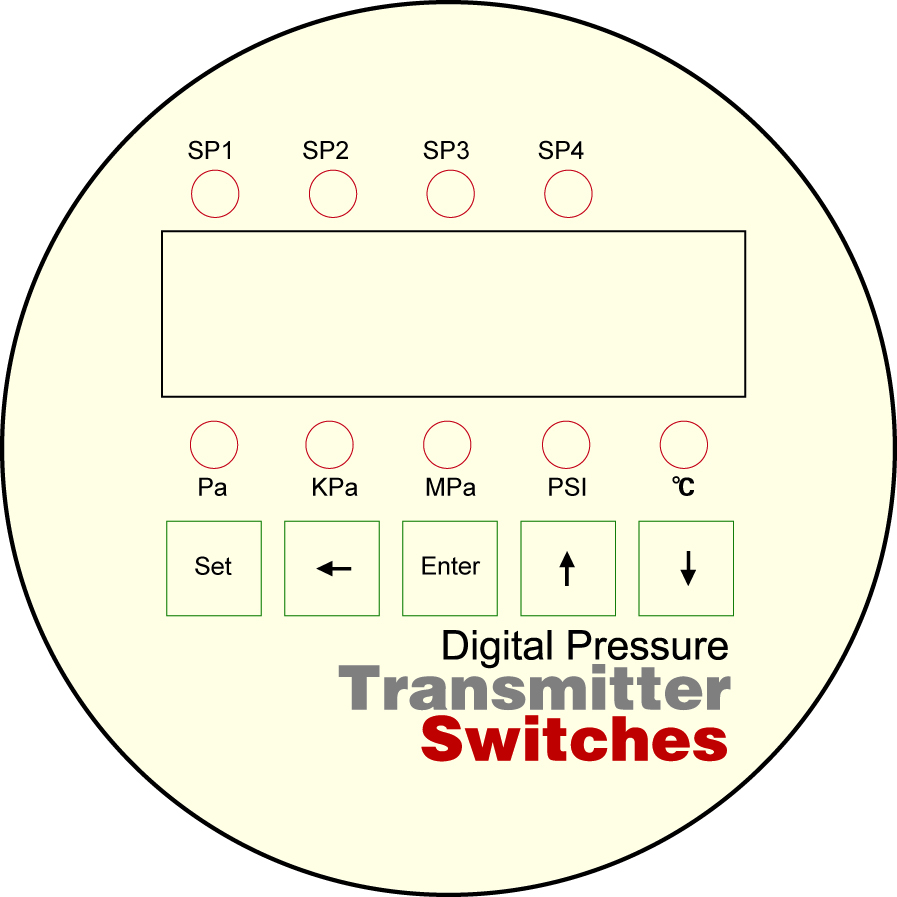 SP1 SP2 SP3 SP4
Pa KPa MPa PSI ℃
Set ← Enter ↑ ↓
Digital Pressure
Transmitter
Switches